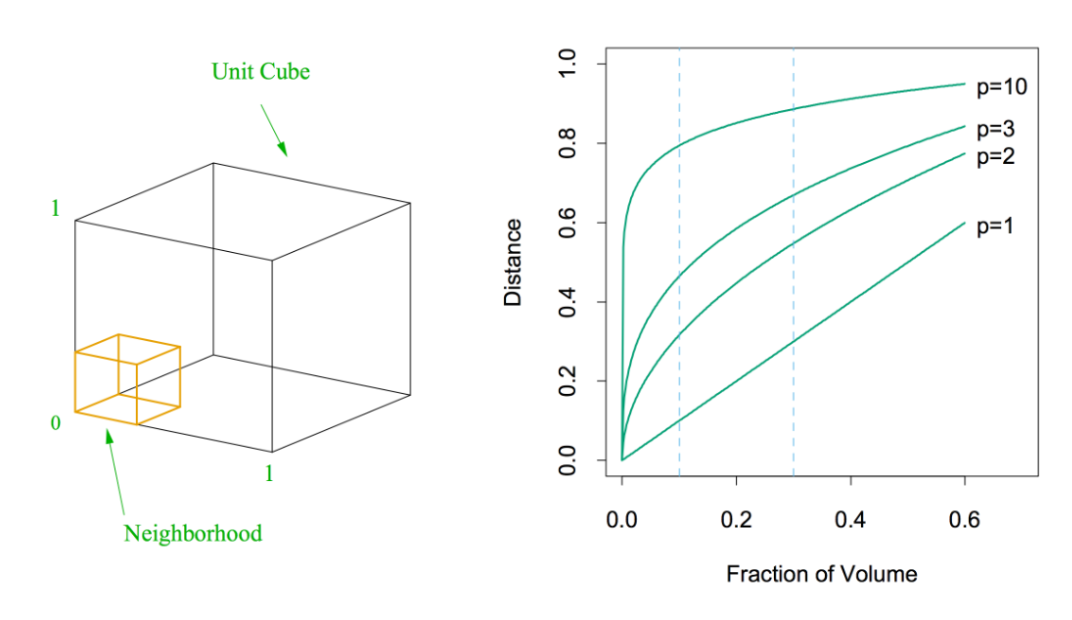 Unit Cube
1
0
1
Neighborhood
1.0
0.8
0.6
0.4
0.2
0.0
Distance
p=10
p=3
p=2
p=1
0.0 0.2 0.4 0.6
Fraction of Volume